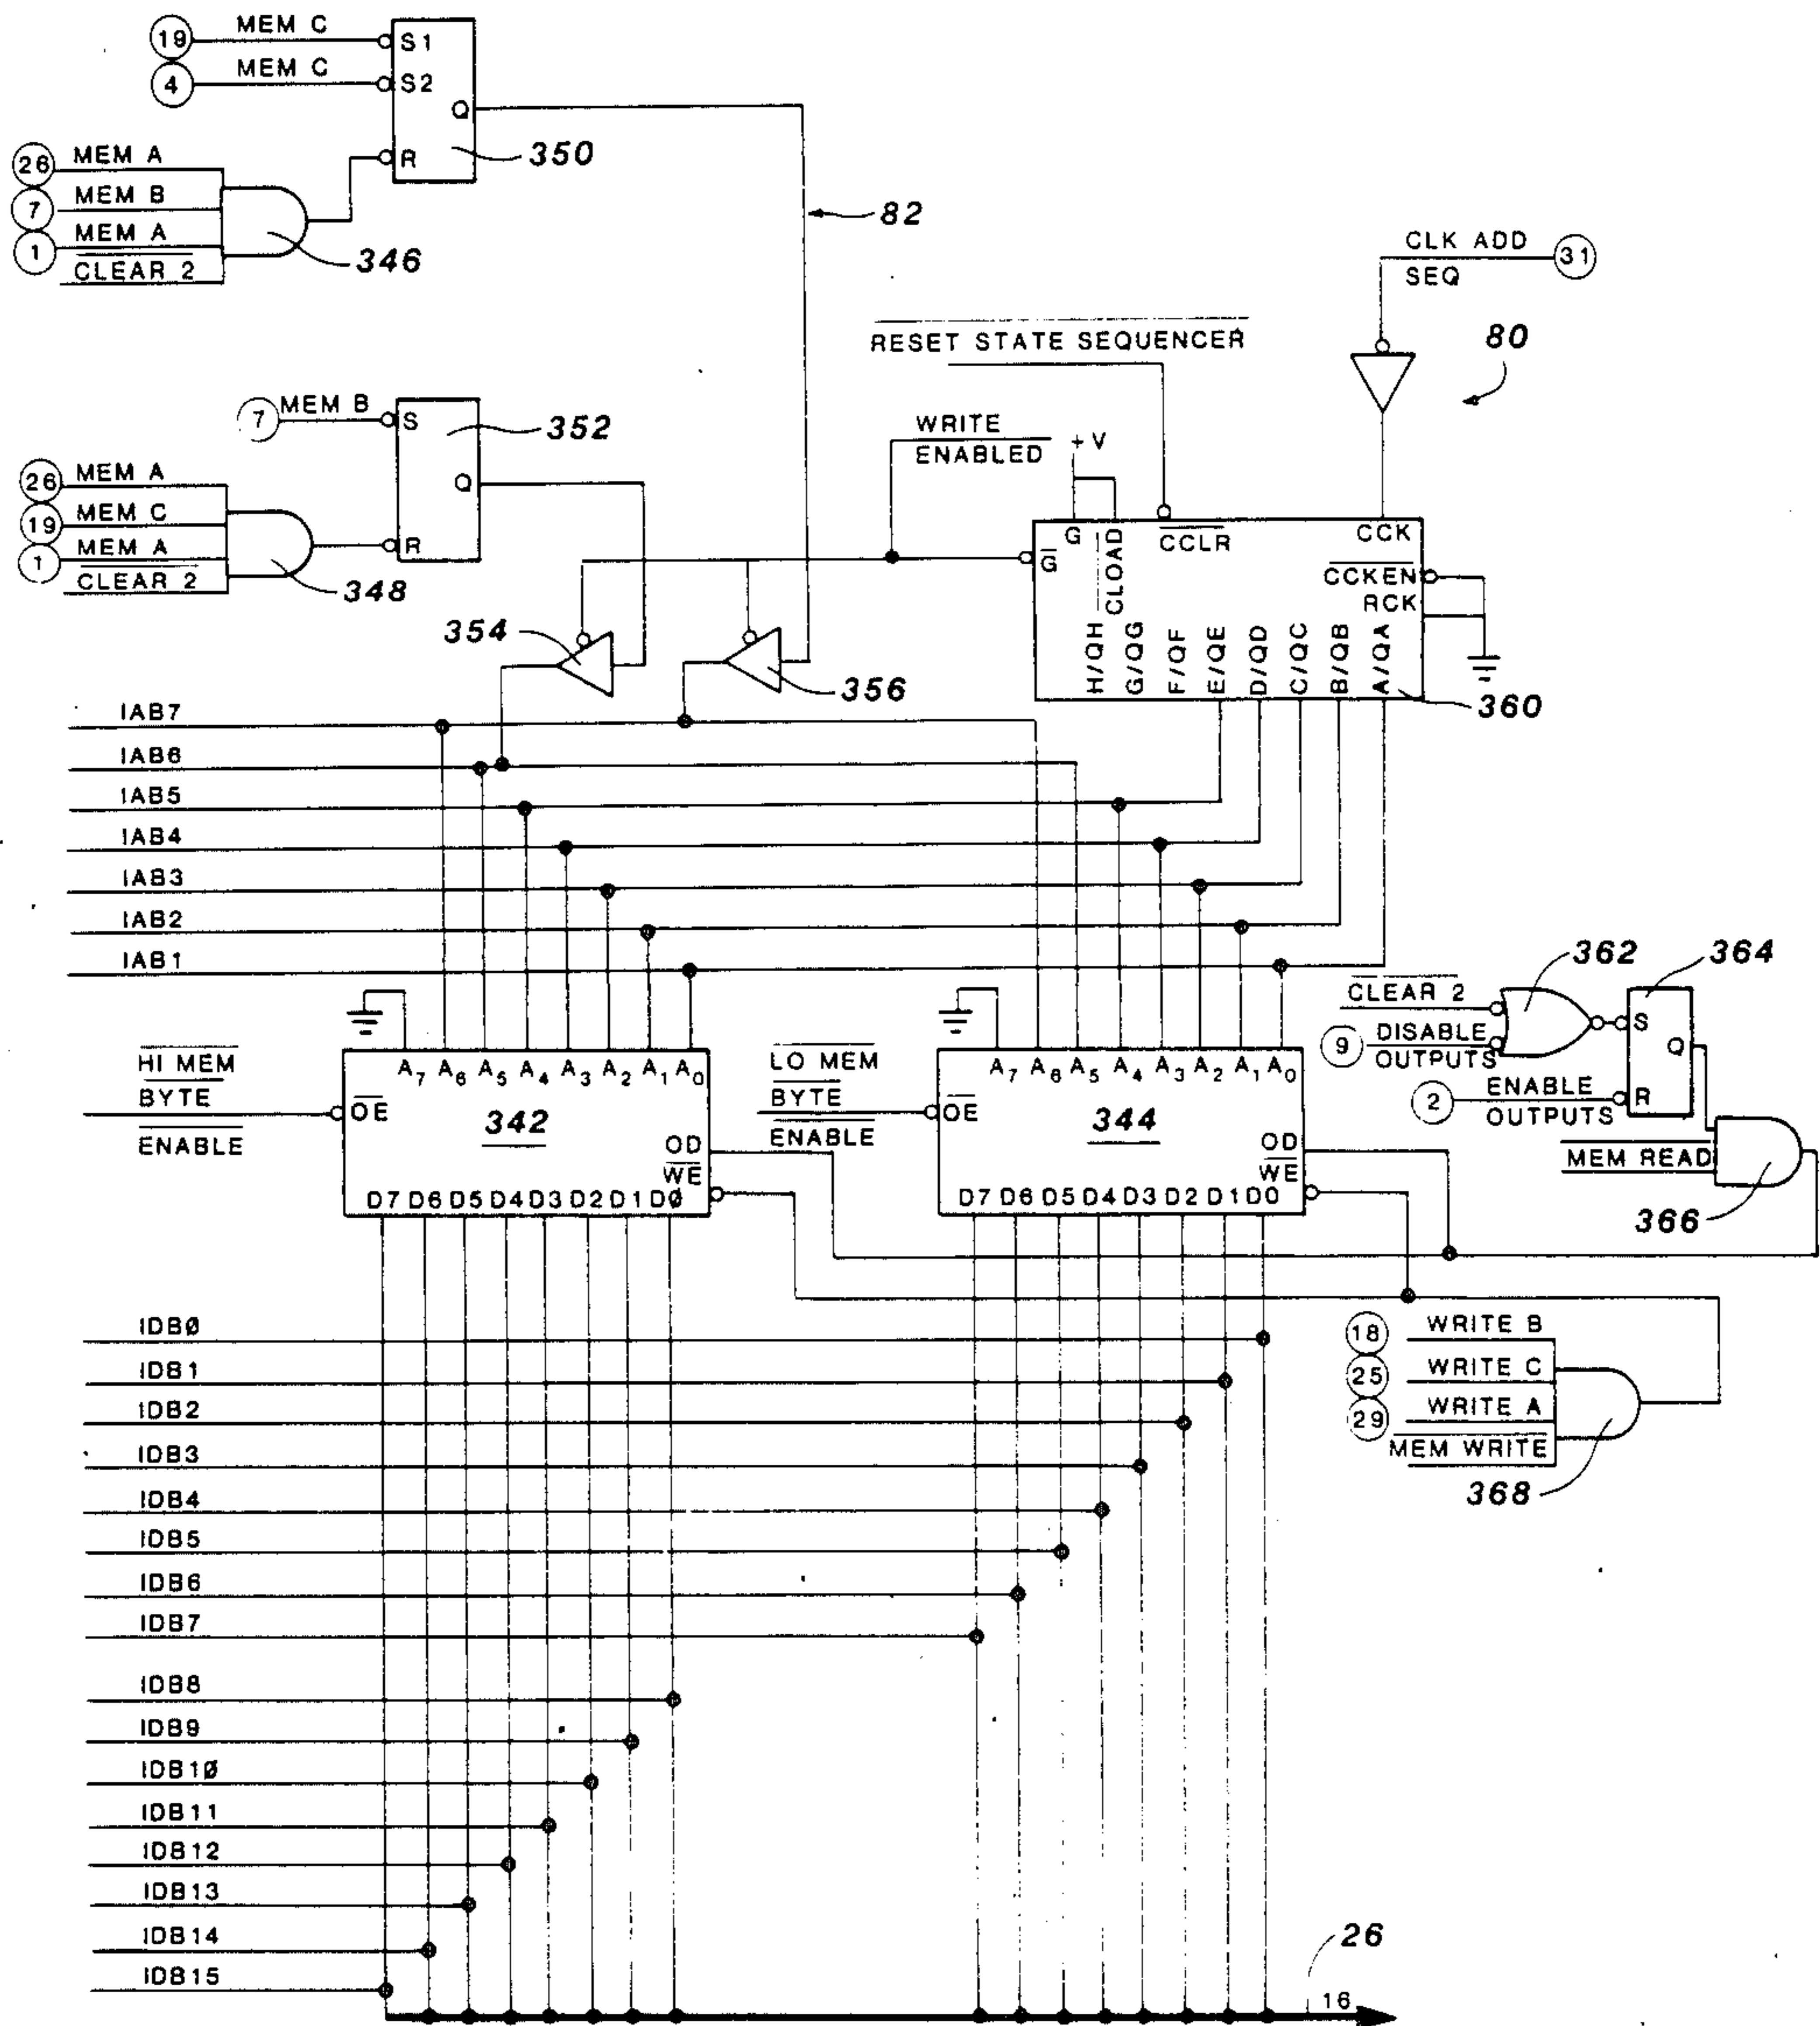 19 MEM C
4 MEM C
S1
S2
Q
R
350
26 MEM A
7 MEM B
1 MEM A
CLEAR 2
346
82
CLK ADD 31
SEQ
80
RESET STATE SEQUENCER
7 MEM B
S
352
Q
R
26 MEM A
19 MEM C
1 MEM A
CLEAR 2
348
WRITE
ENABLED
+V
G
G
CLOAD
CCLR
CCK
CCKEN
RCK
H/QH
G/QG
F/QF
E/QE
D/QD
C/QC
B/QB
A/QA
360
354
356
IAB7
IAB6
IAB5
IAB4
IAB3
IAB2
IAB1
362
364
CLEAR 2
9 DISABLE
OUTPUTS
S
Q
2 ENABLE
OUTPUTS
R
MEM READ
366
HI MEM
BYTE
ENABLE
A7 A6 A5 A4 A3 A2 A1 A0
OE
342
OD
WE
D7 D6 D5 D4 D3 D2 D1 DØ
LO MEM
BYTE
ENABLE
A7 A6 A5 A4 A3 A2 A1 A0
OE
344
OD
WE
D7 D6 D5 D4 D3 D2 D1 D0
IDBØ
IDB1
IDB2
IDB3
IDB4
IDB5
IDB6
IDB7
IDB8
IDB9
IDB1Ø
IDB11
IDB12
IDB13
IDB14
IDB15
18 WRITE B
25 WRITE C
29 WRITE A
MEM WRITE
368
26
16